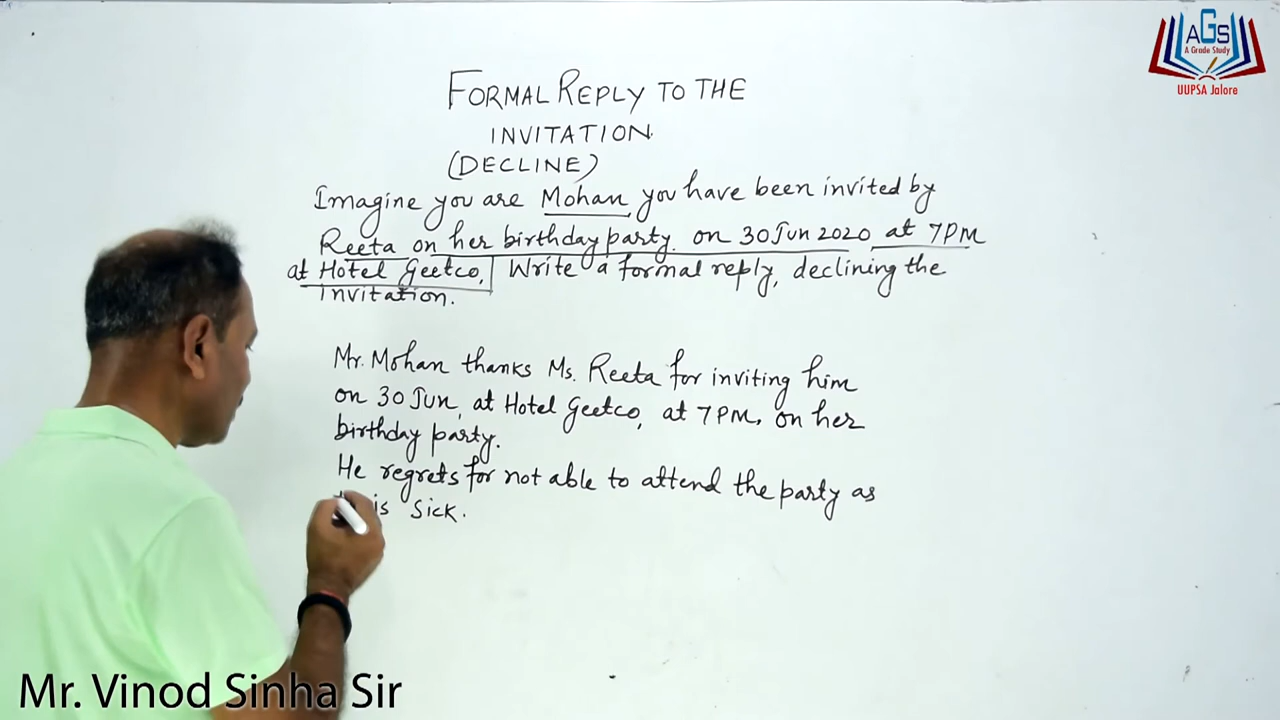 AGS
A Grade Study
UUPSA Jalore
FORMAL REPLY TO THE
INVITATION.
(DECLINE)
Imagine you are Mohan you have been invited by
Reeta on her birthday party. on 30 Jun 2020 at 7PM
at Hotel Geetco, Write a formal reply, declining the
invitation.
Mr. Mohan thanks Ms. Reeta for inviting him
on 30 Jun, at Hotel Geetco, at 7PM, on her
birthday party.
He regrets for not able to attend the party as
is sick.
Mr. Vinod Sinha Sir